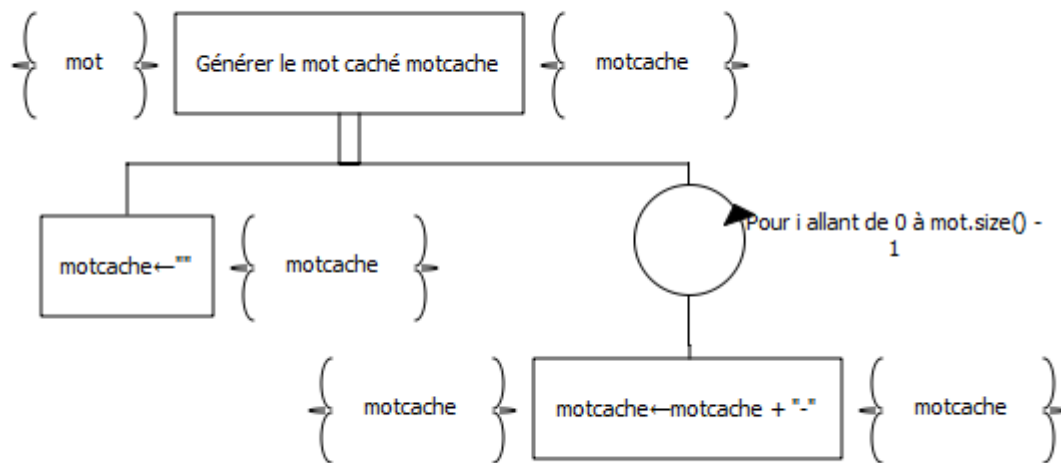 mot
Générer le mot caché motcache
motcache
motcache←""
motcache
Pour i allant de 0 à mot.size() -
1
motcache
motcache←motcache + "-"
motcache